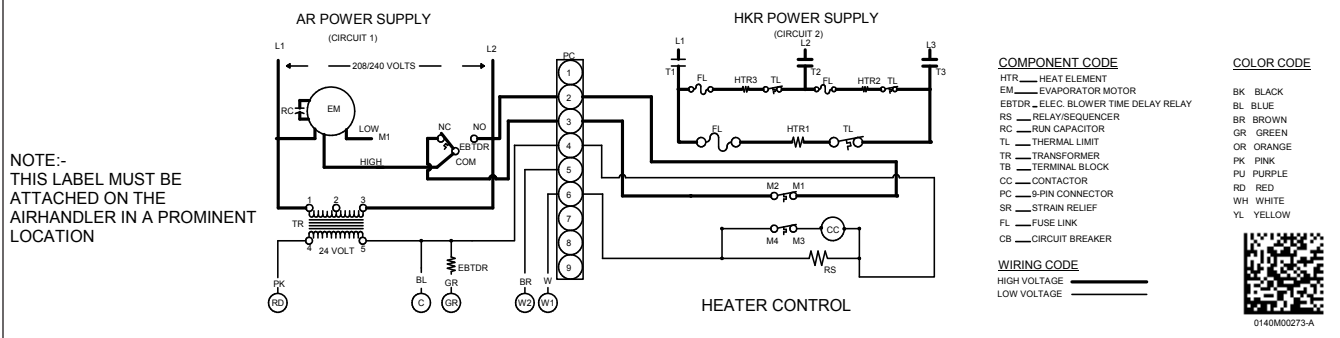 AR POWER SUPPLY
(CIRCUIT 1)
L1
L2
208/240 VOLTS
RC
EM
LOW
M1
HIGH
NC
NO
EBTDR
COM
NOTE:-
THIS LABEL MUST BE
ATTACHED ON THE
AIRHANDLER IN A PROMINENT
LOCATION
1 2 3
TR
4 24 VOLT 5
EBTDR
PK
BL
GR
BR
W
RD
C
GR
W2
W1
PC
1
2
3
4
5
6
7
8
9
HKR POWER SUPPLY
(CIRCUIT 2)
L1
L2
L3
T1
T2
T3
FL
HTR3
TL
FL
HTR2
TL
FL
HTR1
TL
M2
M1
M4
M3
CC
RS
HEATER CONTROL
COMPONENT CODE
HTR HEAT ELEMENT
EM EVAPORATOR MOTOR
EBTDR ELEC. BLOWER TIME DELAY RELAY
RS RELAY/SEQUENCER
RC RUN CAPACITOR
TL THERMAL LIMIT
TR TRANSFORMER
TB TERMINAL BLOCK
CC CONTACTOR
PC 9-PIN CONNECTOR
SR STRAIN RELIEF
FL FUSE LINK
CB CIRCUIT BREAKER
WIRING CODE
HIGH VOLTAGE
LOW VOLTAGE
COLOR CODE
BK BLACK
BL BLUE
BR BROWN
GR GREEN
OR ORANGE
PK PINK
PU PURPLE
RD RED
WH WHITE
YL YELLOW
0140M00273-A